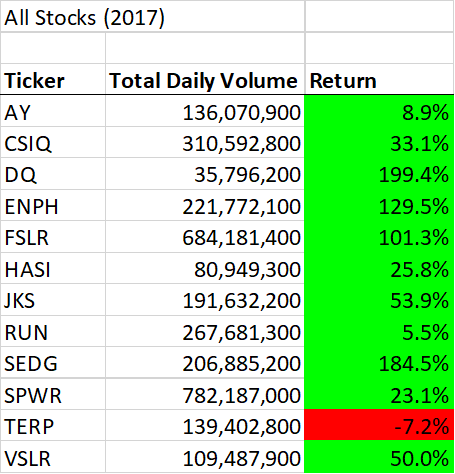 All Stocks (2017)
Ticker Total Daily Volume Return
AY 136,070,900 8.9%
CSIQ 310,592,800 33.1%
DQ 35,796,200 199.4%
ENPH 221,772,100 129.5%
FSLR 684,181,400 101.3%
HASI 80,949,300 25.8%
JKS 191,632,200 53.9%
RUN 267,681,300 5.5%
SEDG 206,885,200 184.5%
SPWR 782,187,000 23.1%
TERP 139,402,800 -7.2%
VSLR 109,487,900 50.0%